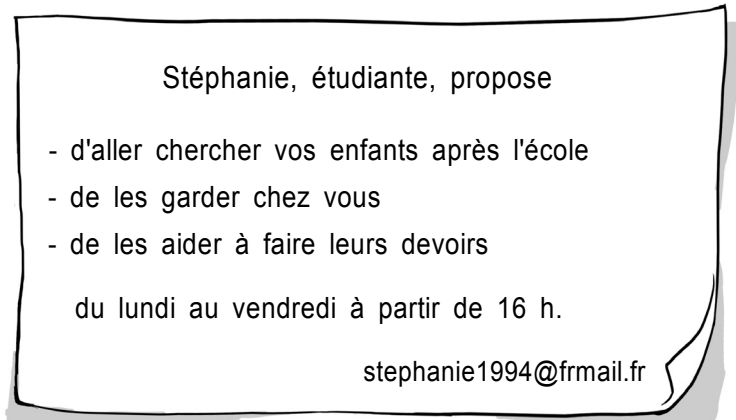 Stéphanie, étudiante, propose
- d'aller chercher vos enfants après l'école
- de les garder chez vous
- de les aider à faire leurs devoirs
du lundi au vendredi à partir de 16 h.
stephanie1994@frmail.fr